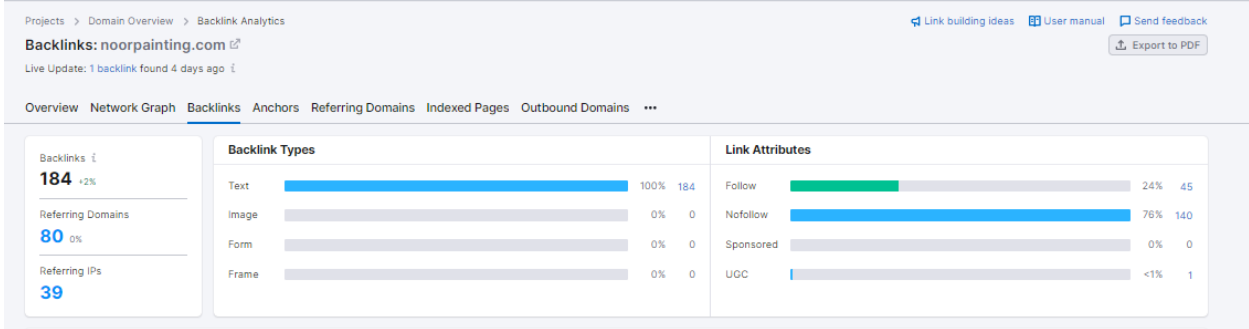 Projects > Domain Overview > Backlink Analytics
Link building ideas User manual Send feedback
Backlinks: noorpainting.com
Export to PDF
Live Update: 1 backlink found 4 days ago i
Overview Network Graph Backlinks Anchors Referring Domains Indexed Pages Outbound Domains •••
Backlinks i
184 +2%
Referring Domains
80 0%
Referring IPs
39
Backlink Types
Text 100% 184
Image 0% 0
Form 0% 0
Frame 0% 0
Link Attributes
Follow 24% 45
Nofollow 76% 140
Sponsored 0% 0
UGC <1% 1